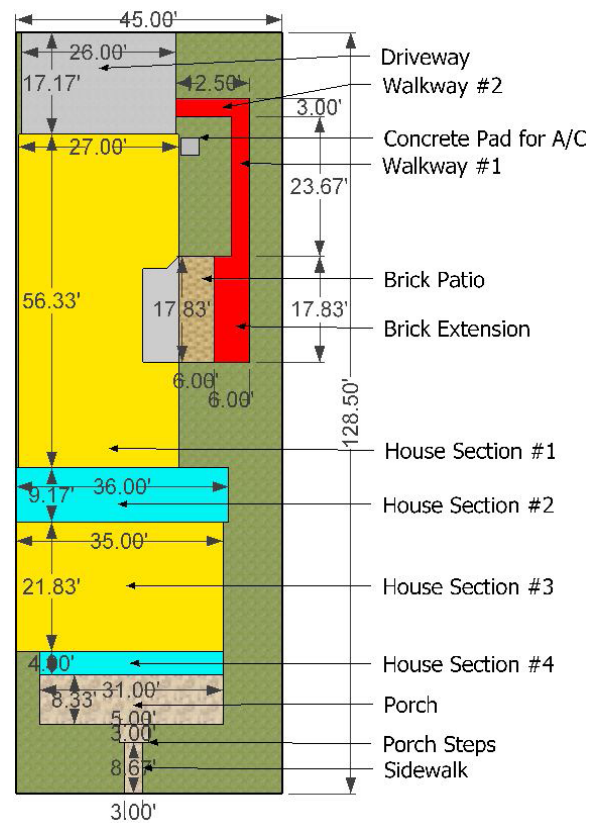 45.00'
26.00'
Driveway
17.17'
12.50'
Walkway #2
3.00'
Concrete Pad for A/C
27.00'
Walkway #1
23.67'
Brick Patio
56.33'
17.83'
17.83'
Brick Extension
6.00'
6.00'
128.50'
House Section #1
36.00'
9.17'
House Section #2
35.00'
21.83'
House Section #3
4.00'
House Section #4
31.00'
8.33'
Porch
5.00'
3.00'
Porch Steps
8.67'
Sidewalk
3.00'